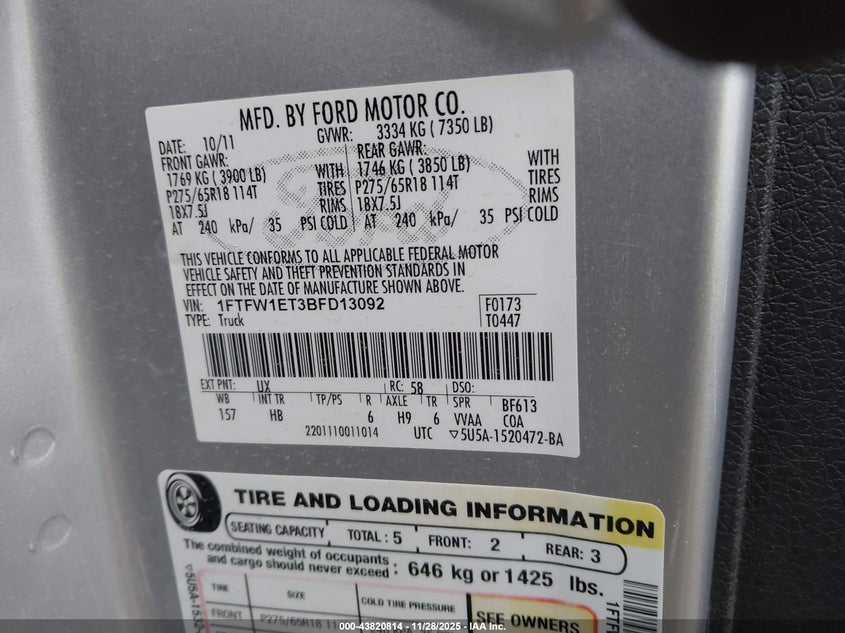 MFD. BY FORD MOTOR CO.
DATE: 10/11 GVWR: 3334 KG ( 7350 LB)
FRONT GAWR: REAR GAWR:
1769 KG ( 3900 LB) WITH 1746 KG ( 3850 LB) WITH
P275/65R18 114T TIRES P275/65R18 114T TIRES
18X7.5J RIMS 18X7.5J RIMS
AT 240 kPa/ 35 PSI COLD AT 240 kPa/ 35 PSI COLD
Ford
THIS VEHICLE CONFORMS TO ALL APPLICABLE FEDERAL MOTOR
VEHICLE SAFETY AND THEFT PREVENTION STANDARDS IN
EFFECT ON THE DATE OF MANUFACTURE SHOWN ABOVE.
VIN: 1FTFW1ET3BFD13092 F0173
TYPE: Truck T0447
EXT PNT: UX RC: 58 DSO:
WB INT TR TP/PS R AXLE TR SPR BF613
157 HB 6 H9 6 VVAA COA
2201110011014 UTC ▽5U5A-1520472-BA
TIRE AND LOADING INFORMATION
SEATING CAPACITY TOTAL : 5 FRONT: 2 REAR: 3
The combined weight of occupants
and cargo should never exceed : 646 kg or 1425 lbs.
TIRE SIZE COLD TIRE PRESSURE SEE OWNERS
FRONT P275/65R18 11
▽5U5A-1532
1FTF
000-43820814 - 11/28/2025 - IAA Inc.